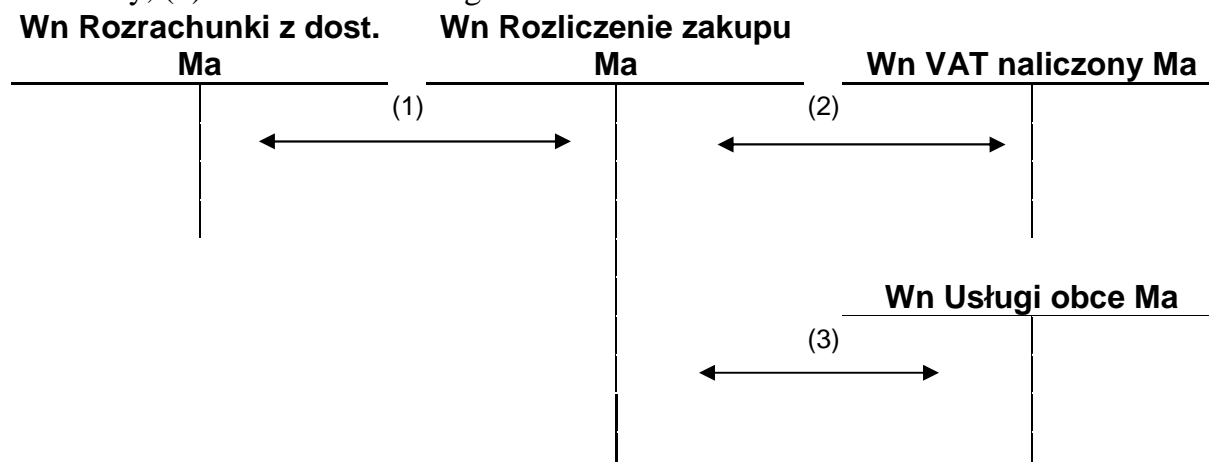 Wn Rozrachunki z dost. Ma
Wn Rozliczenie zakupu Ma
Wn VAT naliczony Ma
(1)
(2)
Wn Usługi obce Ma
(3)